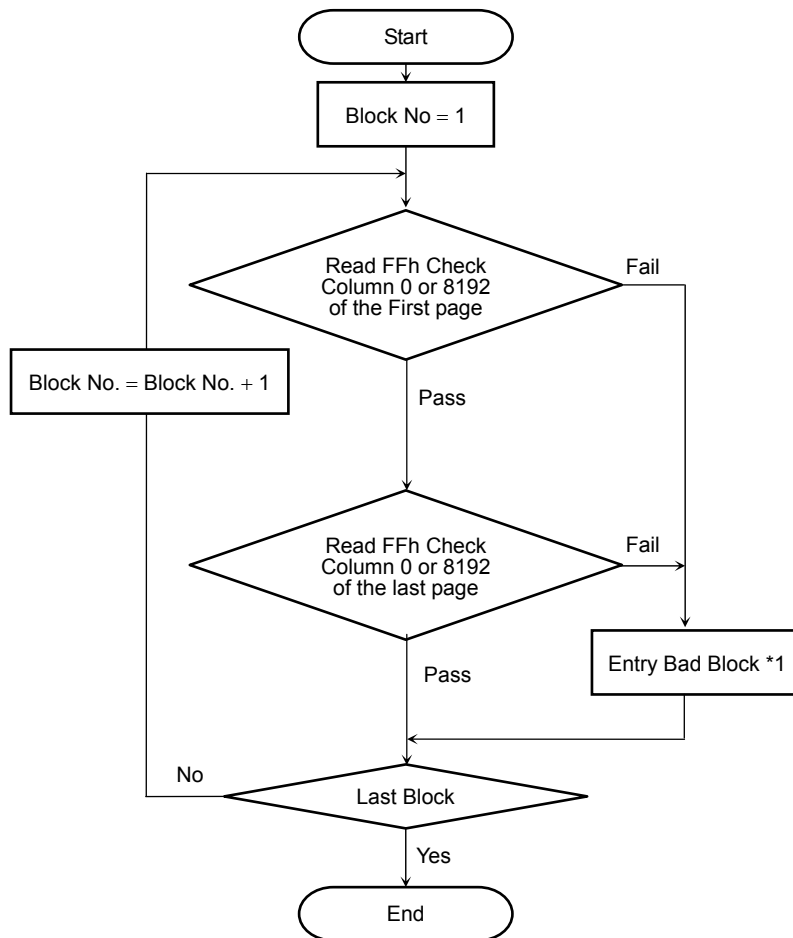 Start
Block No = 1
Read FFh Check
Column 0 or 8192
of the First page
Fail
Block No. = Block No. + 1
Pass
Read FFh Check
Column 0 or 8192
of the last page
Fail
Entry Bad Block *1
Pass
No
Last Block
Yes
End